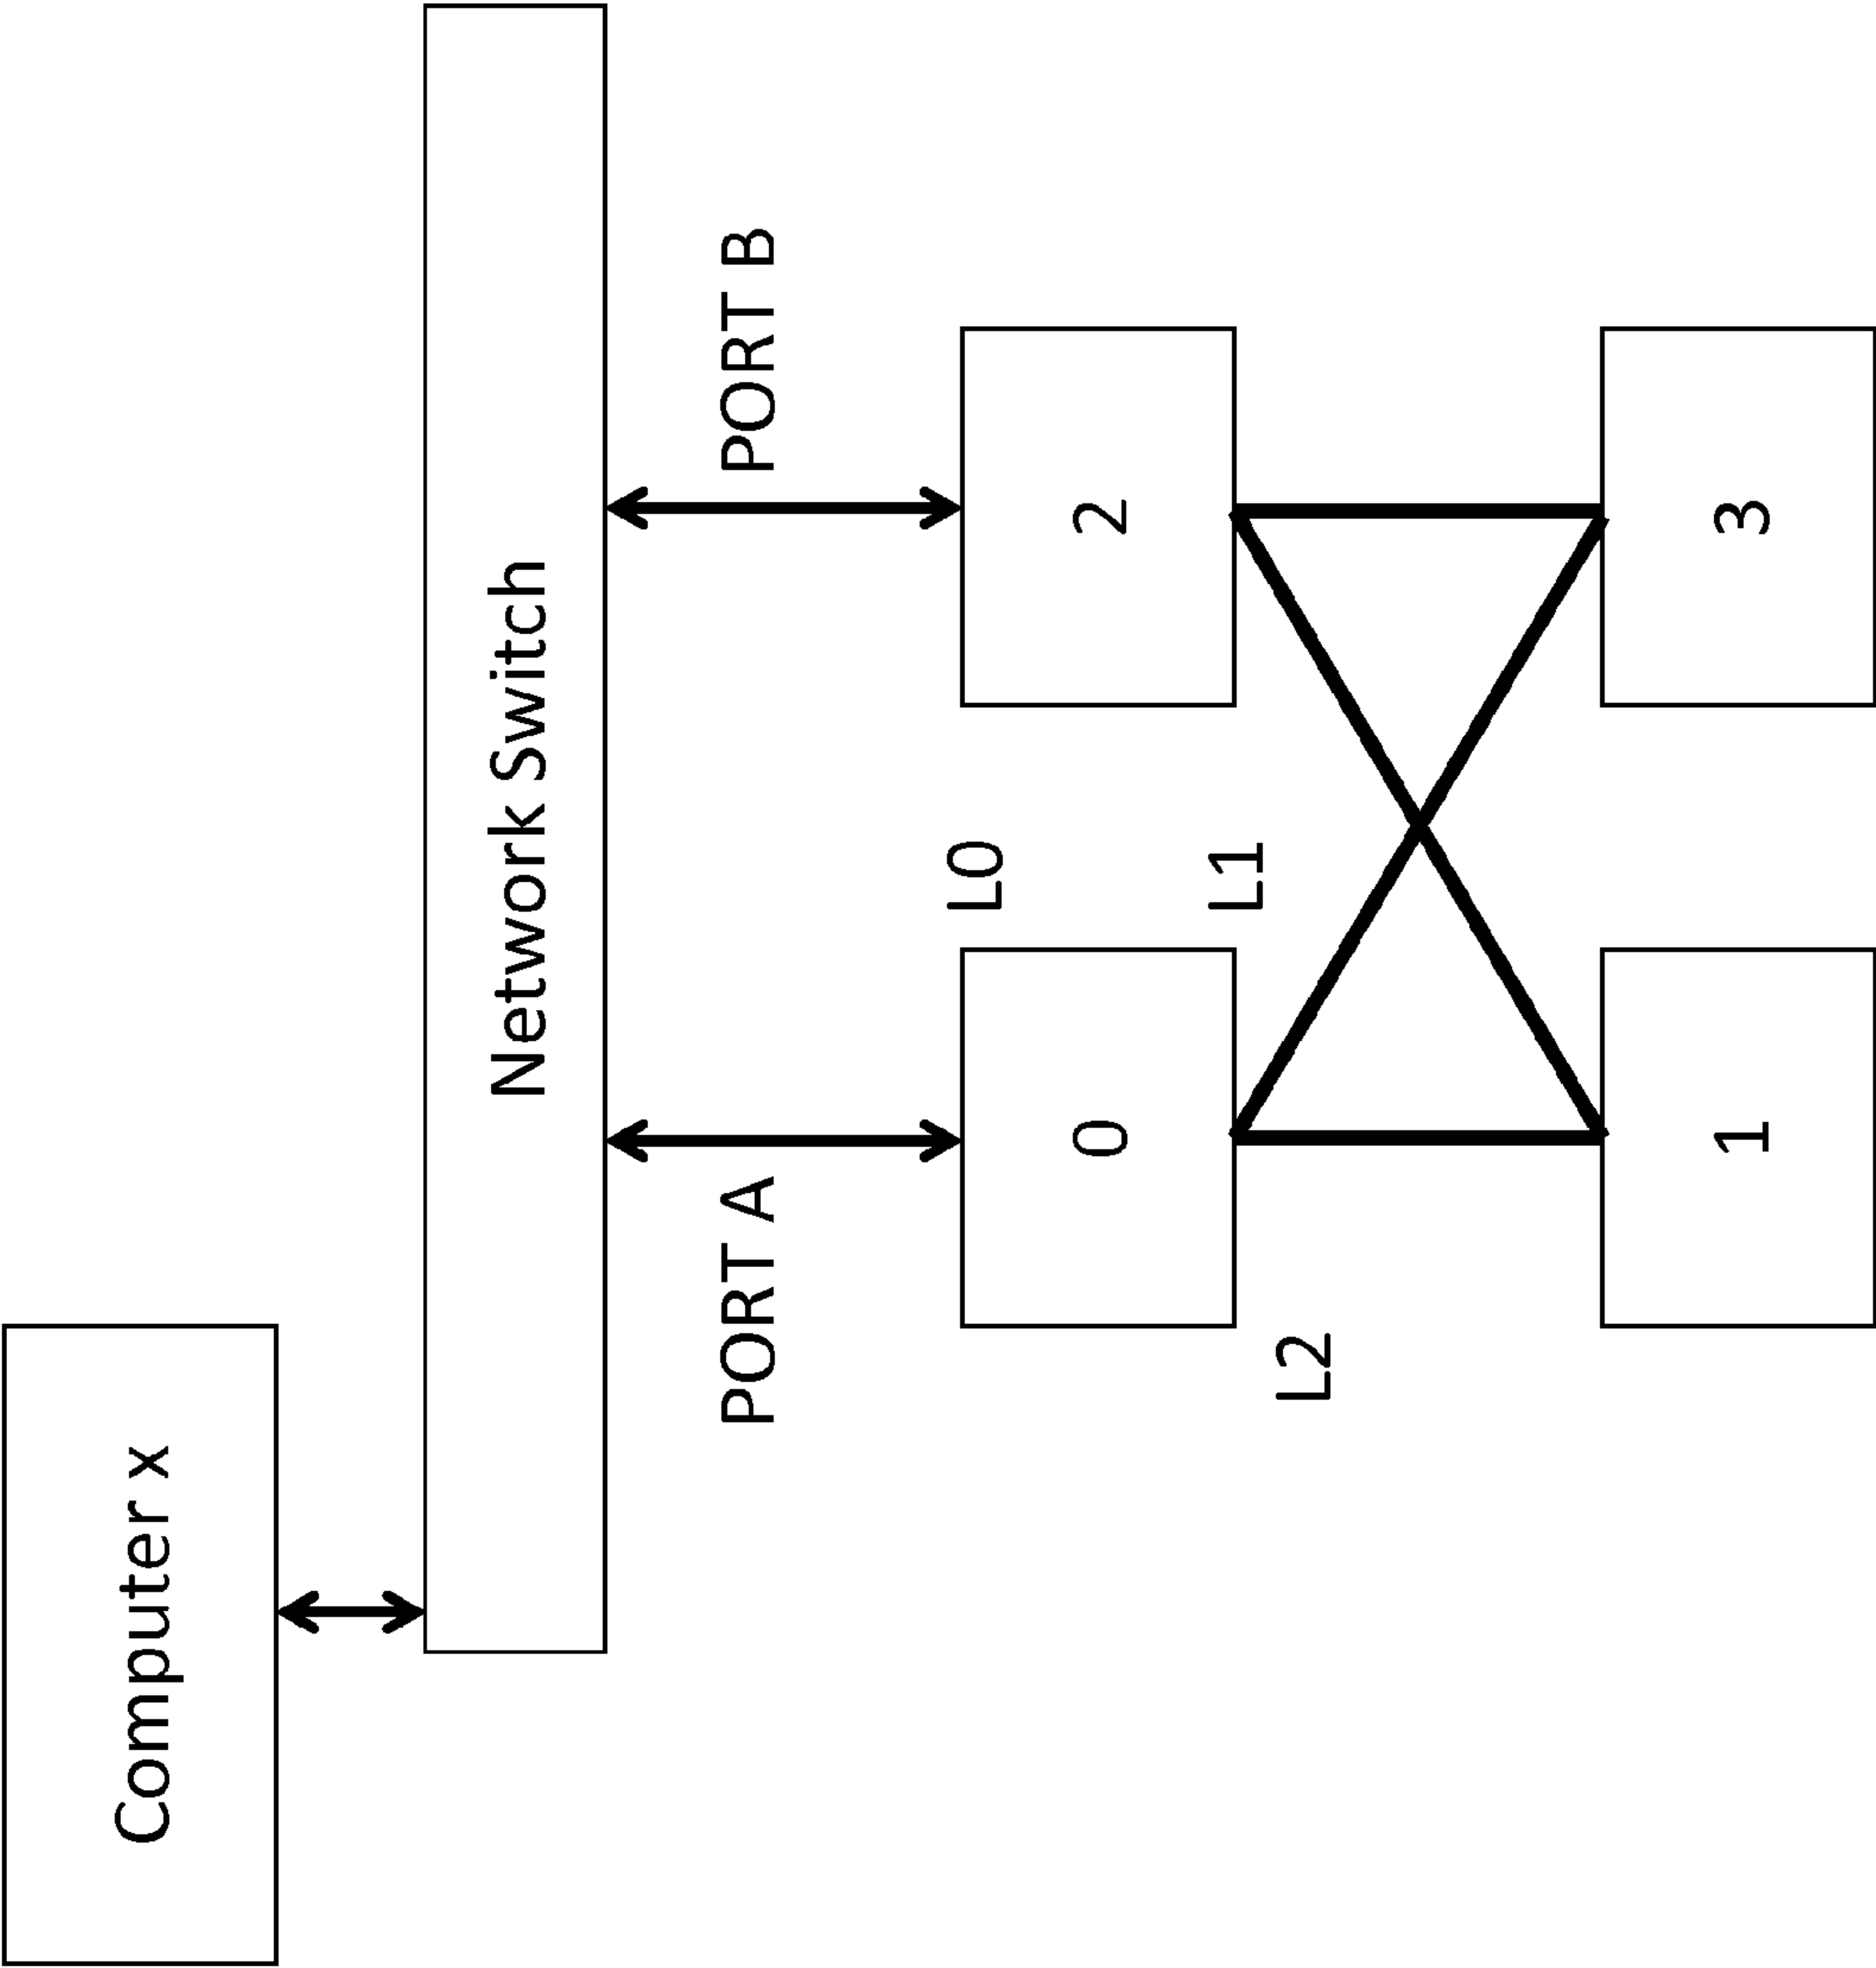 Computer x
Network Switch
PORT A
PORT B
L0
0
2
L1
L2
1
3